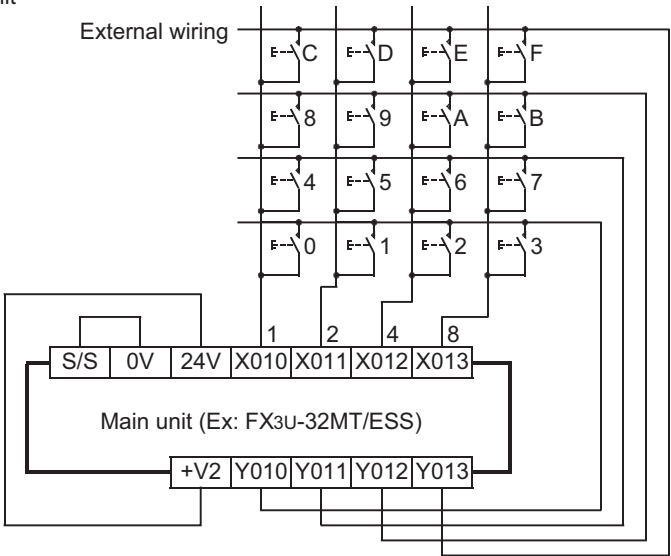 External wiring
C D E F
8 9 A B
4 5 6 7
0 1 2 3
1 2 4 8
S/S 0V 24V X010 X011 X012 X013
Main unit (Ex: FX3U-32MT/ESS)
+V2 Y010 Y011 Y012 Y013